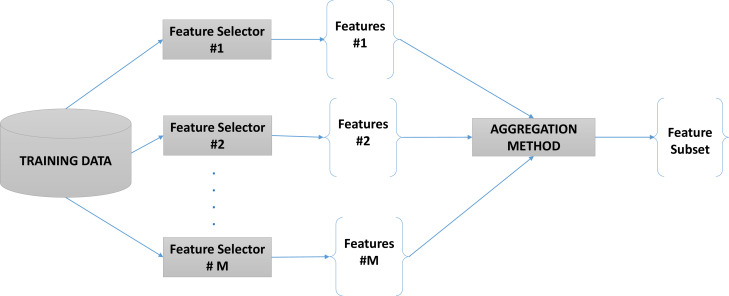 Feature Selector
#1
Features
#1
TRAINING DATA
Feature Selector
#2
Features
#2
AGGREGATION
METHOD
Feature
Subset
Feature Selector
# M
Features
#M